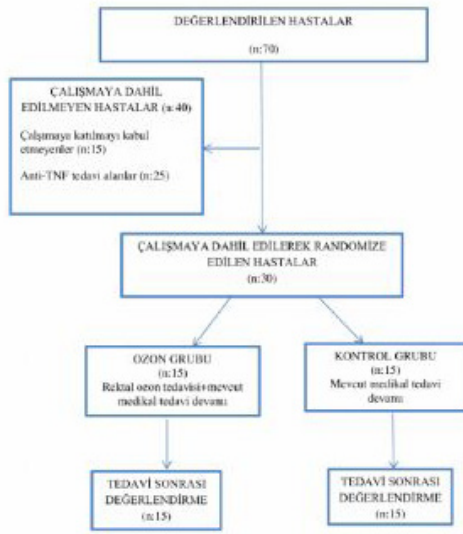 DEĞERLENDİRİLEN HASTALAR
(n:70)
ÇALIŞMAYA DAHİL
EDİLMEYEN HASTALAR (n:40)
Çalışmaya katılmayı kabul
etmeyenler (n:15)
Anti-TNF tedavi alanlar (n:25)
ÇALIŞMAYA DAHİL EDİLEREK RANDOMİZE
EDİLEN HASTALAR
(n:30)
OZON GRUBU
(n:15)
Rektal ozon tedavisi+mevcut
medikal tedavi devamı
KONTROL GRUBU
(n:15)
Mevcut medikal tedavi
devamı
TEDAVİ SONRASI
DEĞERLENDİRME
(n:15)
TEDAVİ SONRASI
DEĞERLENDİRME
(n:15)